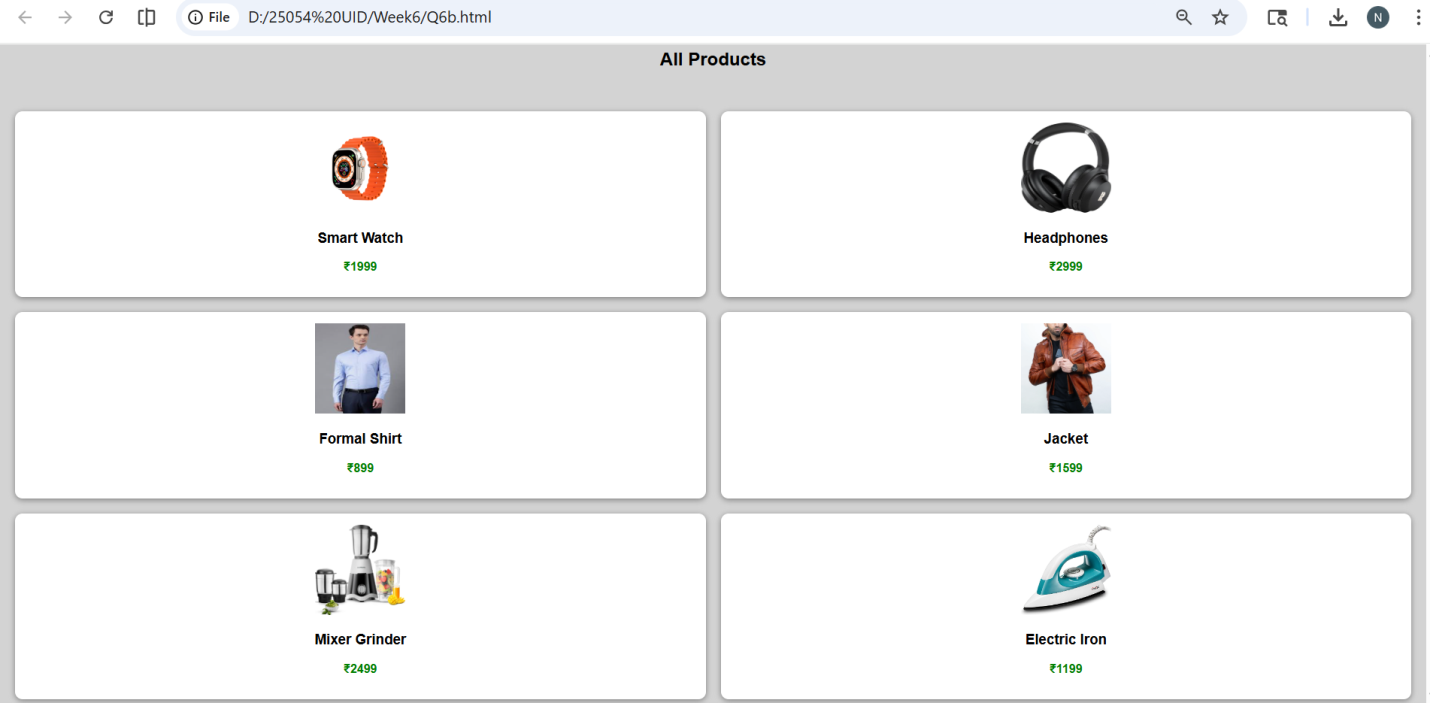 File D:/25054%20UID/Week6/Q6b.html
N
All Products
Smart Watch
₹1999
Headphones
₹2999
Formal Shirt
₹899
Jacket
₹1599
Mixer Grinder
₹2499
Electric Iron
₹1199